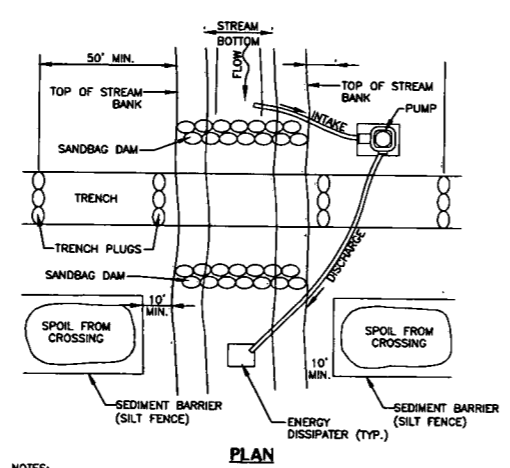 STREAM
BOTTOM
FLOW
50' MIN.
TOP OF STREAM
BANK
TOP OF STREAM
BANK
INTAKE
PUMP
SANDBAG DAM
TRENCH
TRENCH PLUGS
DISCHARGE
SANDBAG DAM
10'
MIN.
SPOIL FROM
CROSSING
SPOIL FROM
CROSSING
10'
MIN.
SEDIMENT BARRIER
(SILT FENCE)
ENERGY
DISSIPATER (TYP.)
SEDIMENT BARRIER
(SILT FENCE)
PLAN
NOTES: